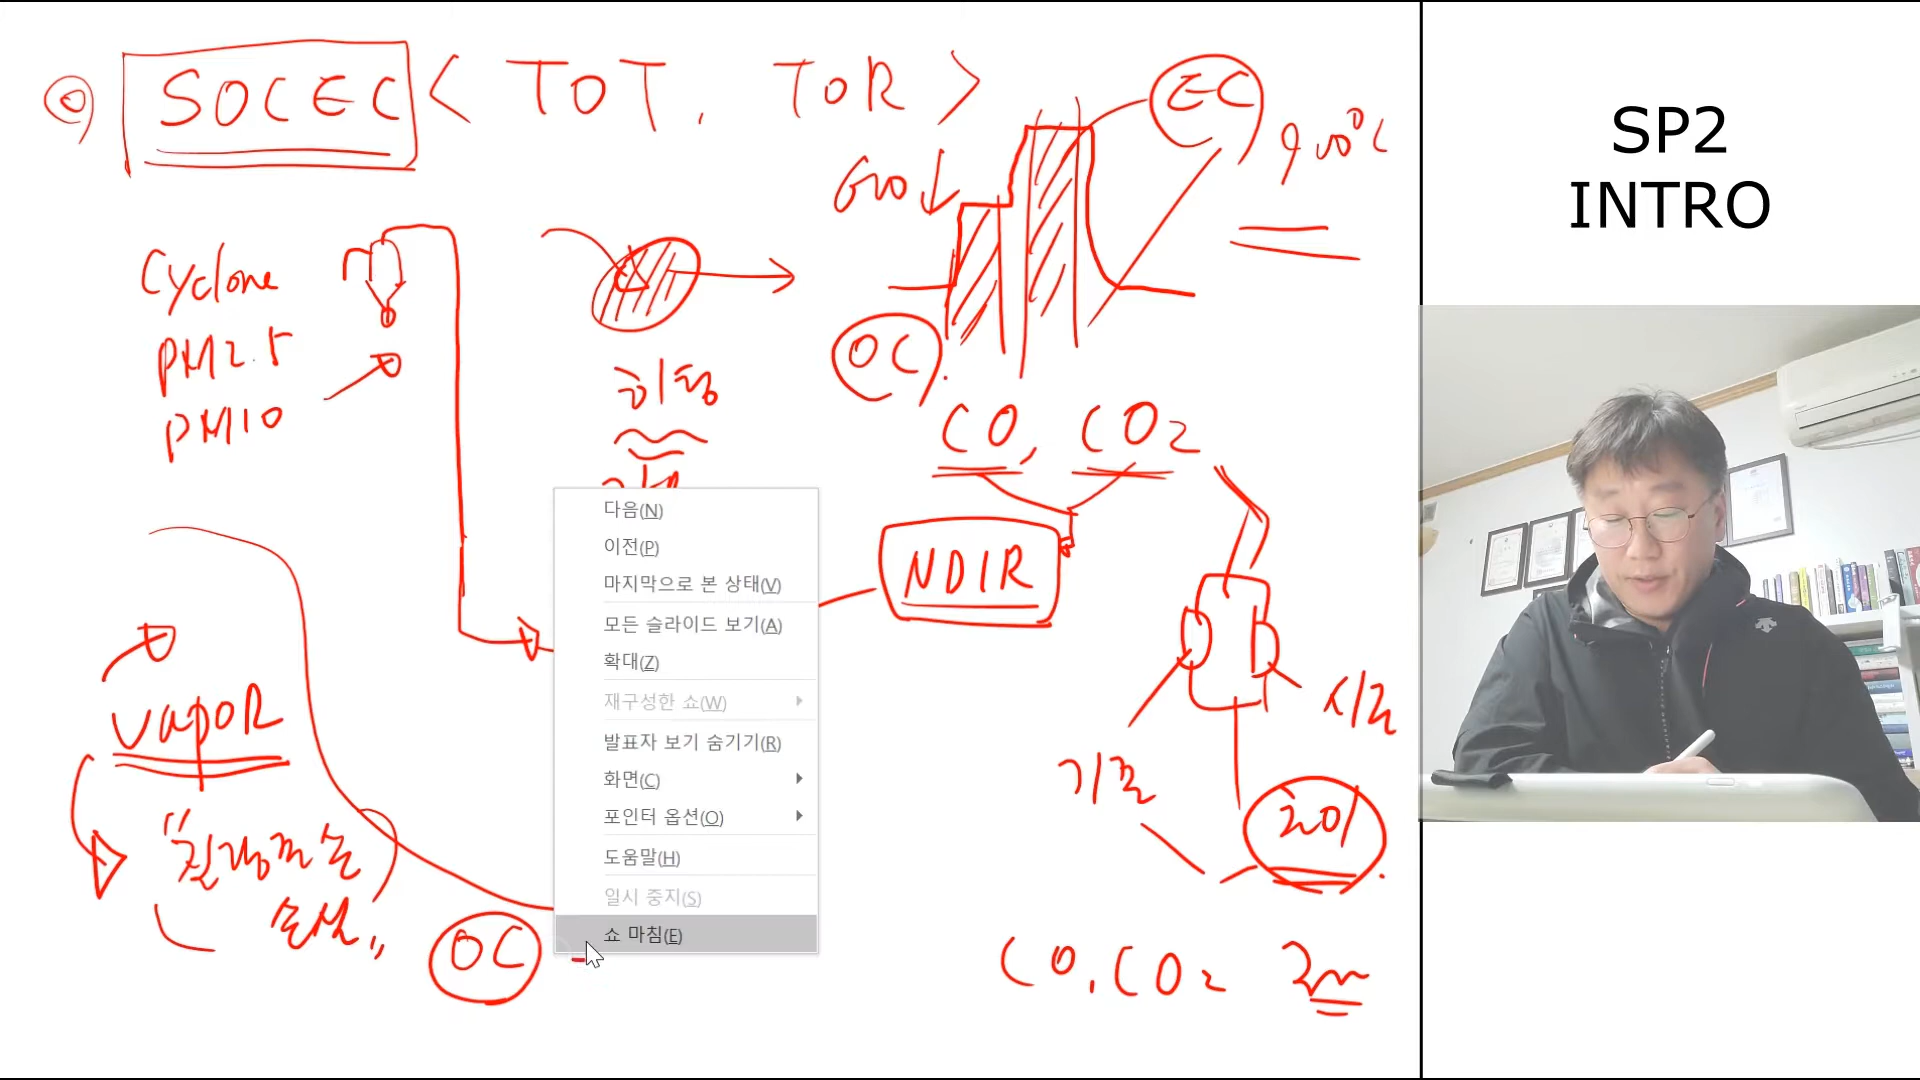 SOCEC < TOT, TOR >
EC
900°C
600↓
SP2
INTRO
Cyclone
PM2.5
PM10
히팅
OC
CO, CO2
다음(N)
이전(P)
마지막으로 본 상태(V)
모든 슬라이드 보기(A)
확대(Z)
재구성한 쇼(W)
발표자 보기 숨기기(R)
화면(C)
포인터 옵션(O)
도움말(H)
일시 중지(S)
쇼 마침(E)
NDIR
시료
기준
차이
vapor
OC
CO, CO2